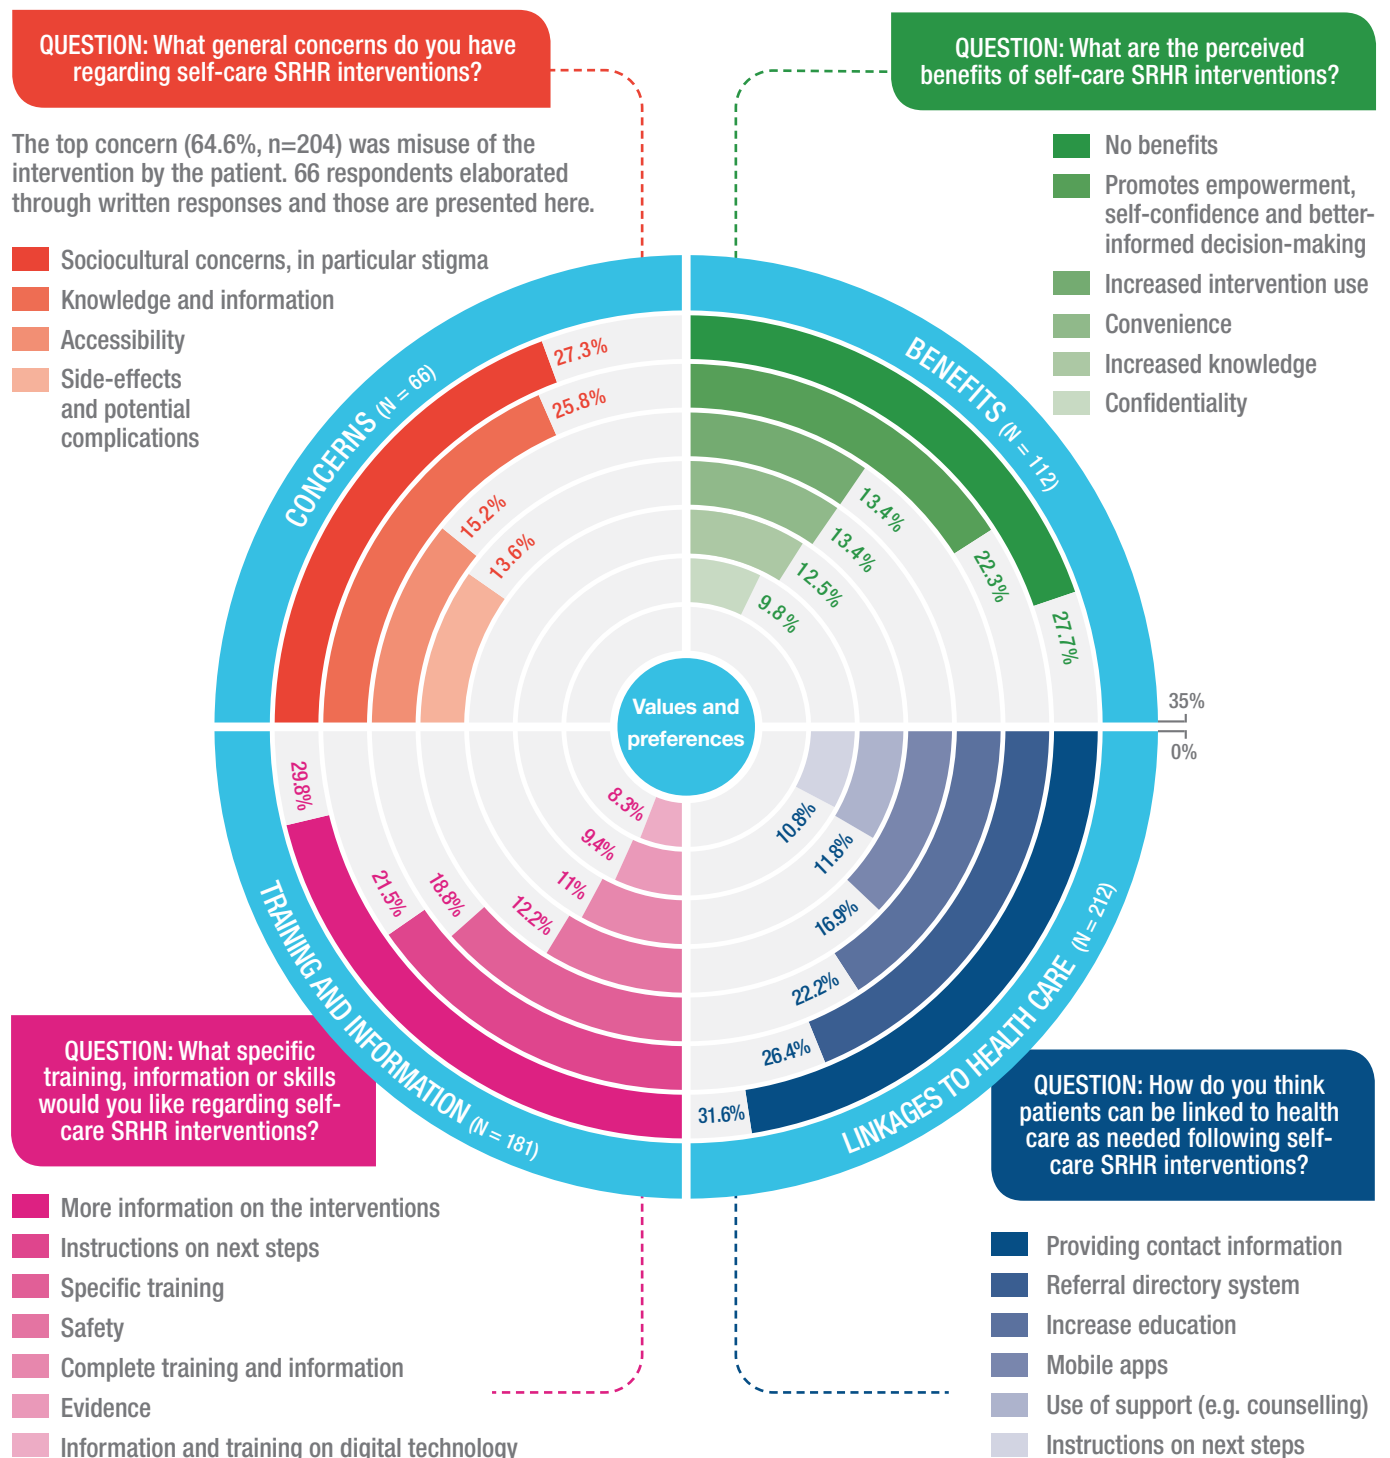 QUESTION: What general concerns do you have
regarding self-care SRHR interventions?
The top concern (64.6%, n=204) was misuse of the
intervention by the patient. 66 respondents elaborated
through written responses and those are presented here.
Sociocultural concerns, in particular stigma
Knowledge and information
Accessibility
Side-effects
and potential
complications
QUESTION: What are the perceived
benefits of self-care SRHR interventions?
No benefits
Promotes empowerment,
self-confidence and better-
informed decision-making
Increased intervention use
Convenience
Increased knowledge
Confidentiality
CONCERNS (N = 66)
27.3%
25.8%
15.2%
13.6%
BENEFITS (N = 112)
27.7%
22.3%
13.4%
13.4%
12.5%
9.8%
Values and
preferences
35%
0%
TRAINING AND INFORMATION (N = 181)
29.8%
21.5%
18.8%
12.2%
11%
9.4%
8.3%
LINKAGES TO HEALTH CARE (N = 212)
10.8%
11.8%
16.9%
22.2%
26.4%
31.6%
QUESTION: What specific
training, information or skills
would you like regarding self-
care SRHR interventions?
More information on the interventions
Instructions on next steps
Specific training
Safety
Complete training and information
Evidence
Information and training on digital technology
QUESTION: How do you think
patients can be linked to health
care as needed following self-
care SRHR interventions?
Providing contact information
Referral directory system
Increase education
Mobile apps
Use of support (e.g. counselling)
Instructions on next steps